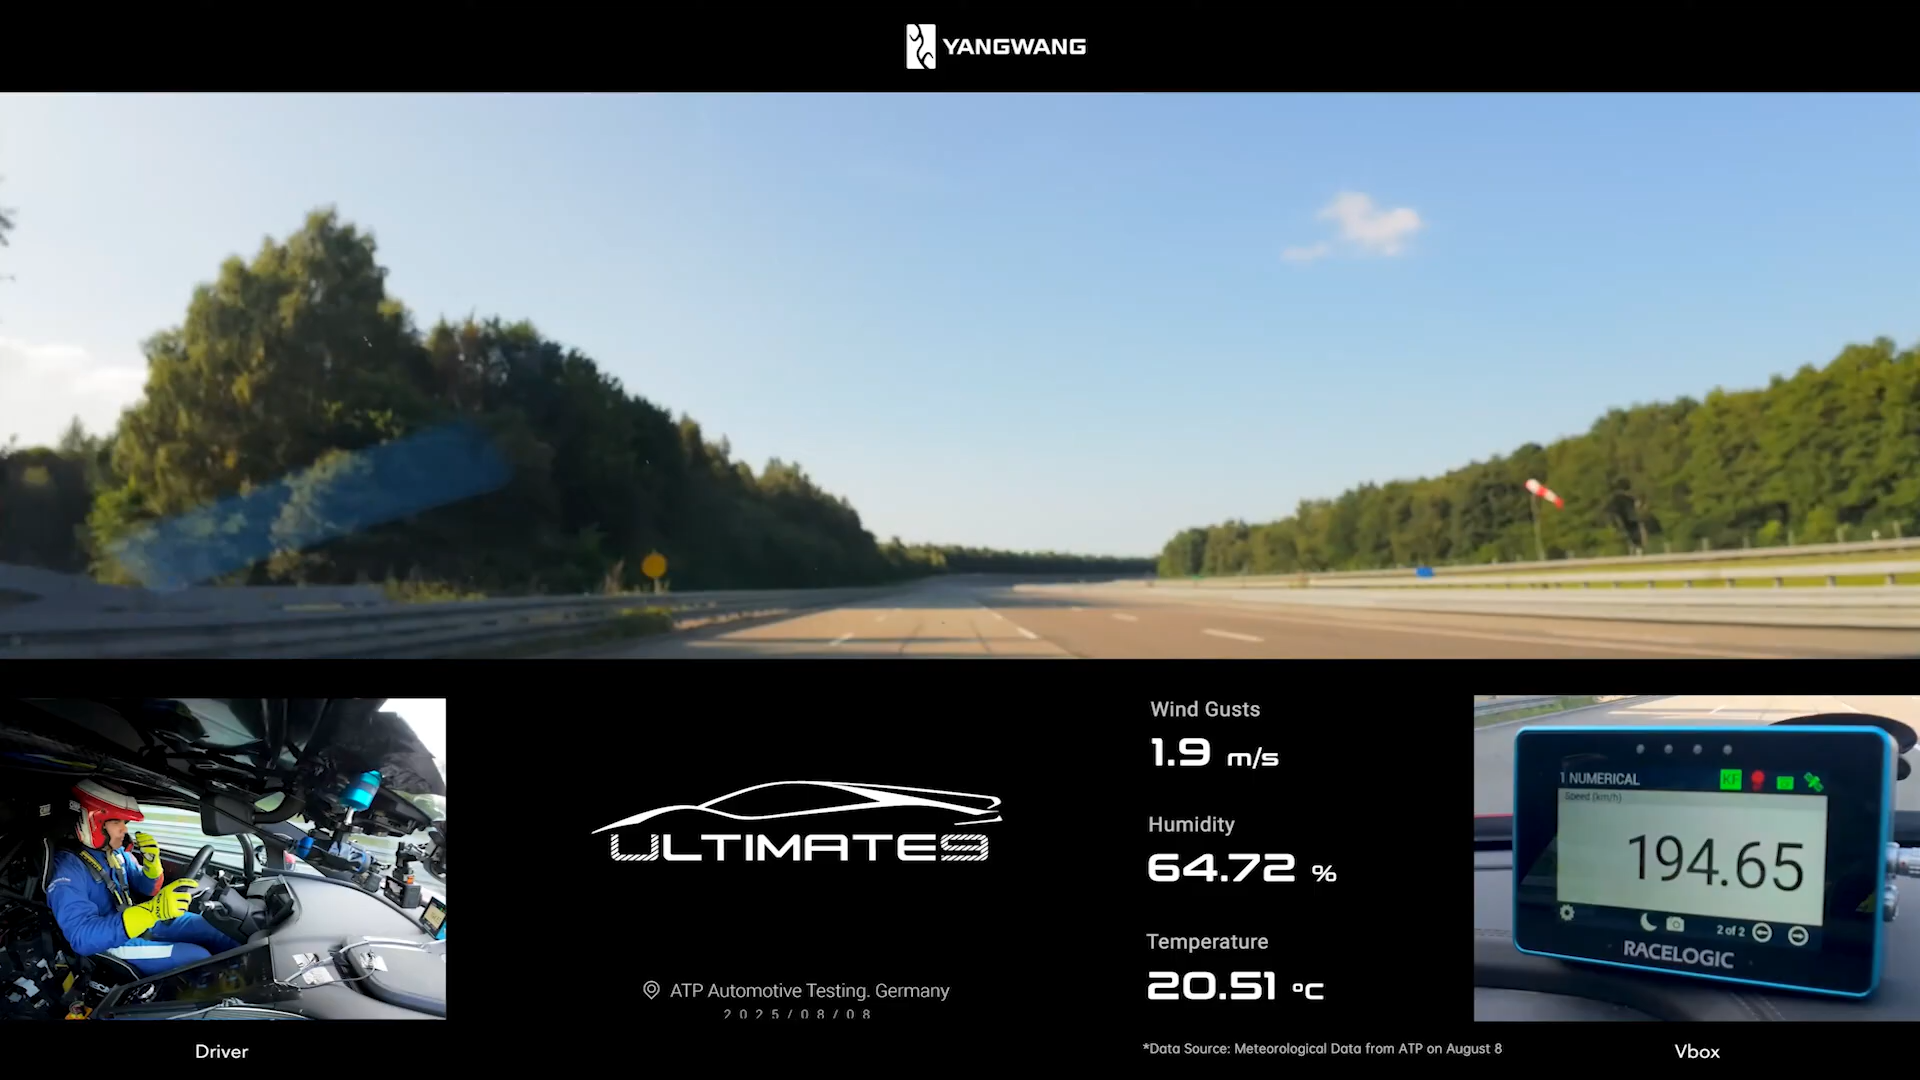 YANGWANG
ULTIMATE9
ATP Automotive Testing. Germany
2025/08/08
Wind Gusts
1.9 m/s
Humidity
64.72 %
Temperature
20.51 °C
*Data Source: Meteorological Data from ATP on August 8
1 NUMERICAL
KF
Speed (km/h)
194.65
2 of 2
RACELOGIC
Driver
Vbox